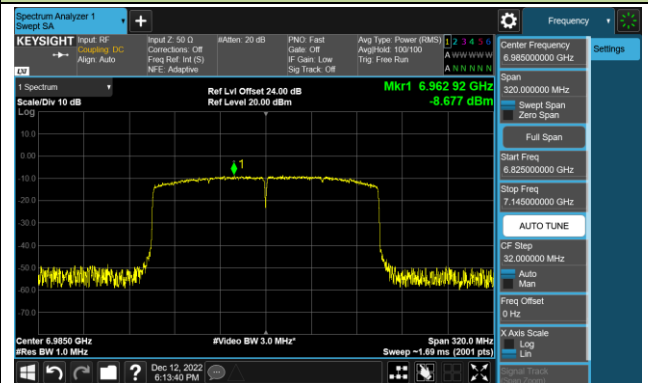 Spectrum Analyzer 1
Swept SA
Frequency
KEYSIGHT
Input: RF
Coupling: DC
Align: Auto
Input Z: 50 Ω
Corrections: Off
Freq Ref: Int (S)
NFE: Adaptive
#Atten: 20 dB
PNO: Fast
Gate: Off
IF Gain: Low
Sig Track: Off
Avg Type: Power (RMS)
Avg|Hold: 100/100
Trig: Free Run
1 2 3 4 5 6
A W W W W W
A N N N N N
LXI
1 Spectrum
Scale/Div 10 dB
Log
Ref Lvl Offset 24.00 dB
Ref Level 20.00 dBm
Mkr1 6.962 92 GHz
-8.677 dBm
10.0
0.00
-10.0
-20.0
-30.0
-40.0
-50.0
-60.0
-70.0
1
Center 6.9850 GHz
#Res BW 1.0 MHz
#Video BW 3.0 MHz*
Span 320.0 MHz
Sweep ~1.69 ms (2001 pts)
Dec 12, 2022
6:13:40 PM
Center Frequency
6.985000000 GHz
Settings
Span
320.000000 MHz
Swept Span
Zero Span
Full Span
Start Freq
6.825000000 GHz
Stop Freq
7.145000000 GHz
AUTO TUNE
CF Step
32.000000 MHz
Auto
Man
Freq Offset
0 Hz
X Axis Scale
Log
Lin
Signal Track
(Span Zoom)